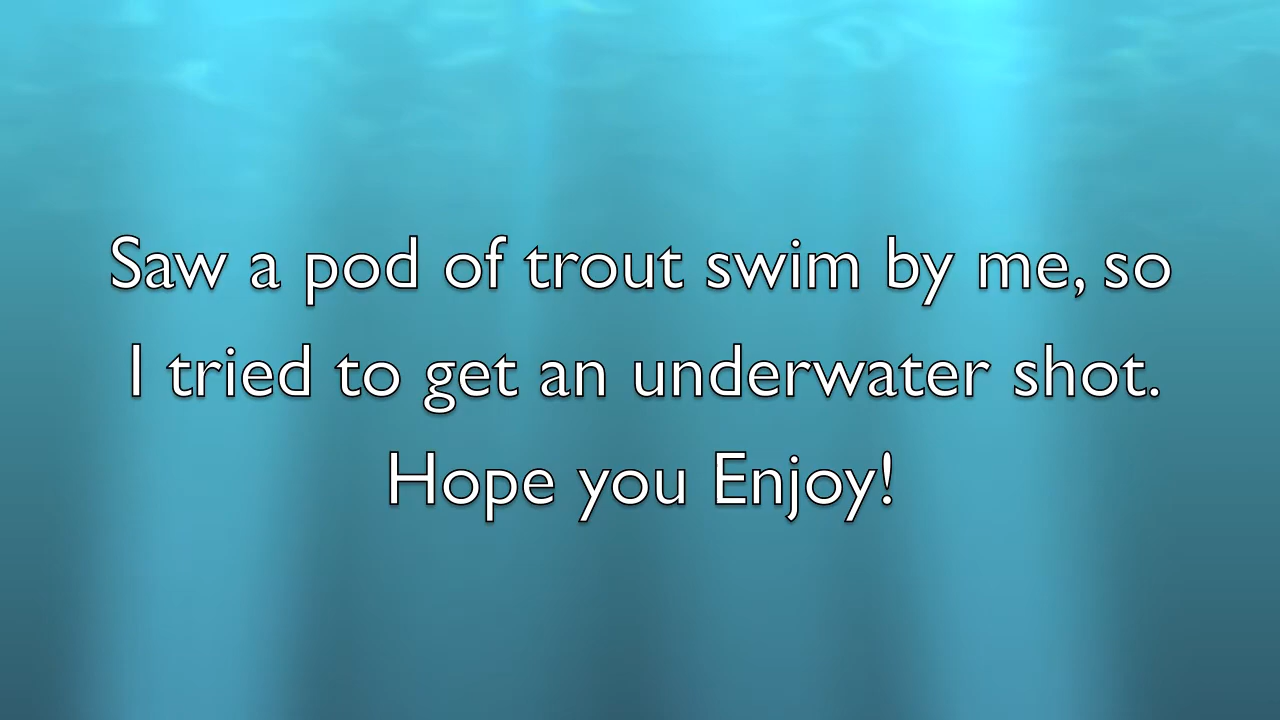 Saw a pod of trout swim by me, so
I tried to get an underwater shot.
Hope you Enjoy!